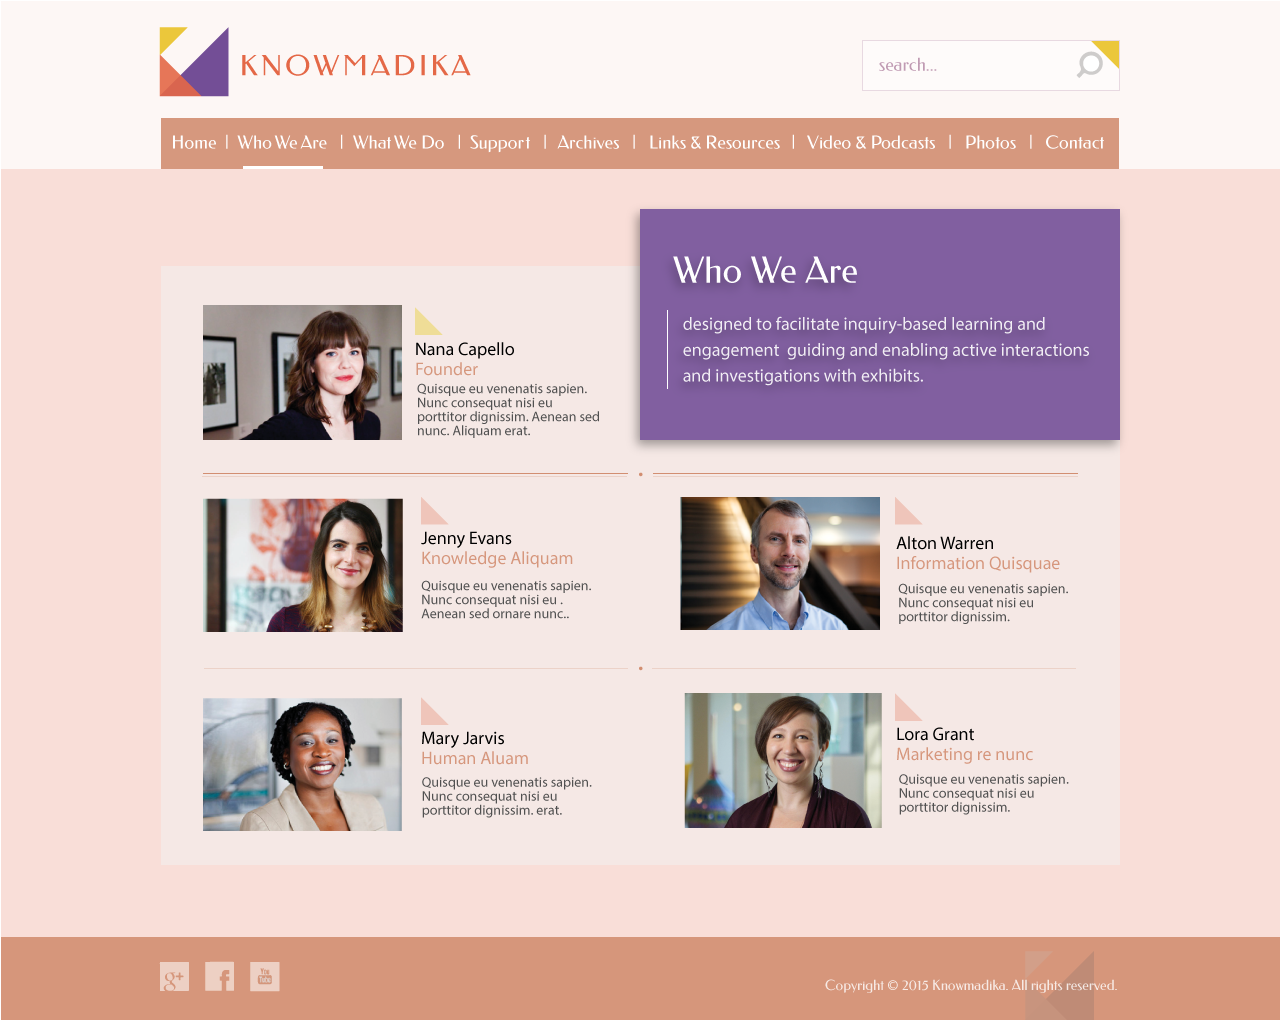 KNOWMADIKA
search...
Home | Who We Are | What We Do | Support | Archives | Links & Resources | Video & Podcasts | Photos | Contact
Who We Are
designed to facilitate inquiry-based learning and
engagement guiding and enabling active interactions
and investigations with exhibits.
Nana Capello
Founder
Quisque eu venenatis sapien.
Nunc consequat nisi eu
porttitor dignissim. Aenean sed
nunc. Aliquam erat.
Jenny Evans
Knowledge Aliquam
Quisque eu venenatis sapien.
Nunc consequat nisi eu .
Aenean sed ornare nunc..
Alton Warren
Information Quisquae
Quisque eu venenatis sapien.
Nunc consequat nisi eu
porttitor dignissim.
Mary Jarvis
Human Aluam
Quisque eu venenatis sapien.
Nunc consequat nisi eu
porttitor dignissim. erat.
Lora Grant
Marketing re nunc
Quisque eu venenatis sapien.
Nunc consequat nisi eu
porttitor dignissim.
g+ f You Tube
Copyright © 2015 Knowmadika. All rights reserved.